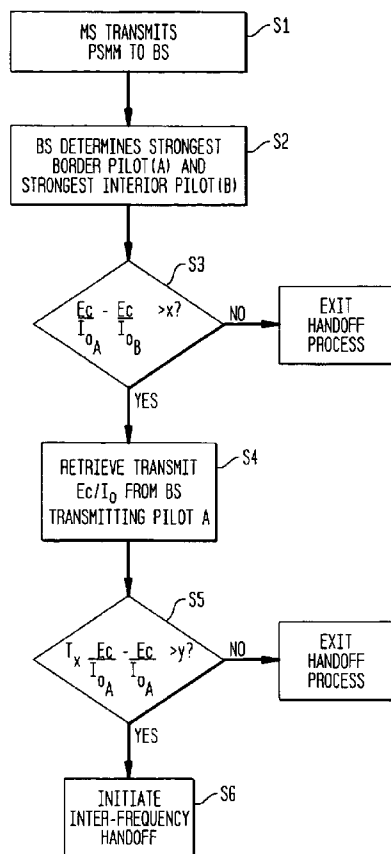 MS TRANSMITS
PSMM TO BS
S1
BS DETERMINES STRONGEST
BORDER PILOT(A) AND
STRONGEST INTERIOR PILOT(B)
S2
S3
Ec/I0A - Ec/I0B >x?
NO
EXIT
HANDOFF
PROCESS
YES
RETRIEVE TRANSMIT
Ec/I0 FROM BS
TRANSMITTING PILOT A
S4
S5
Tx Ec/I0A - Ec/I0A >y?
NO
EXIT
HANDOFF
PROCESS
YES
INITIATE
INTER-FREQUENCY
HANDOFF
S6